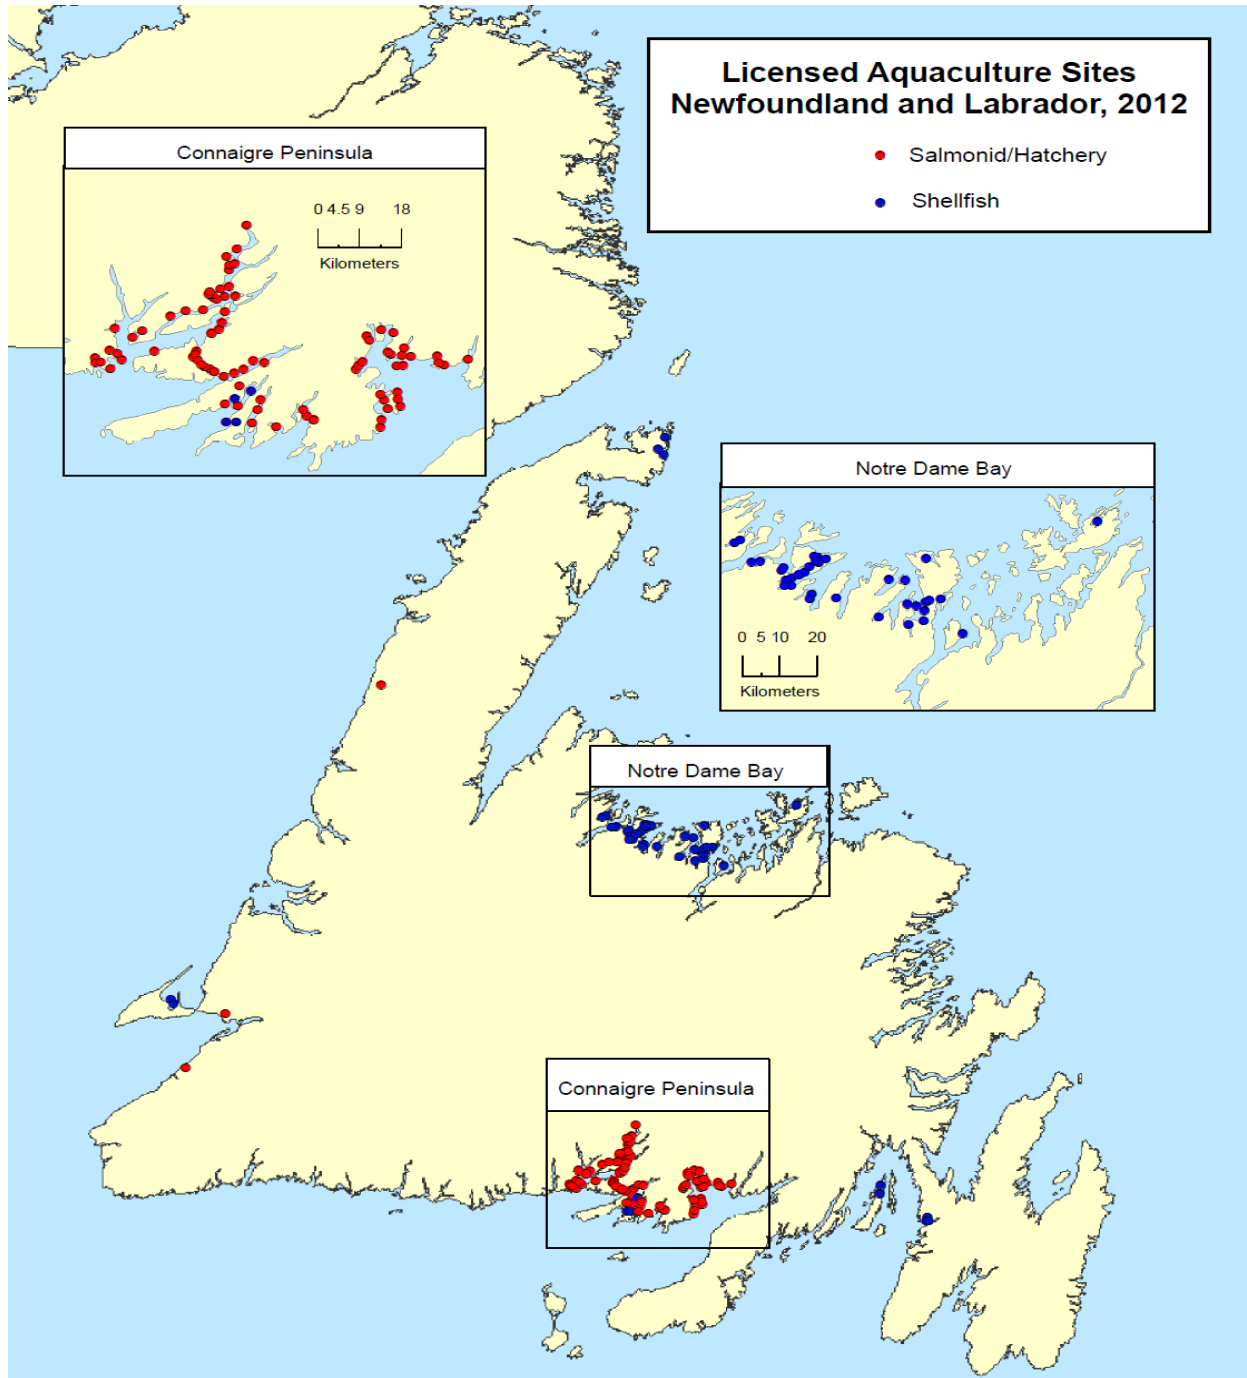 Licensed Aquaculture Sites
Newfoundland and Labrador, 2012
Salmonid/Hatchery
Shellfish
Connaigre Peninsula
0 4.5 9 18
Kilometers
Notre Dame Bay
0 5 10 20
Kilometers
Notre Dame Bay
Connaigre Peninsula